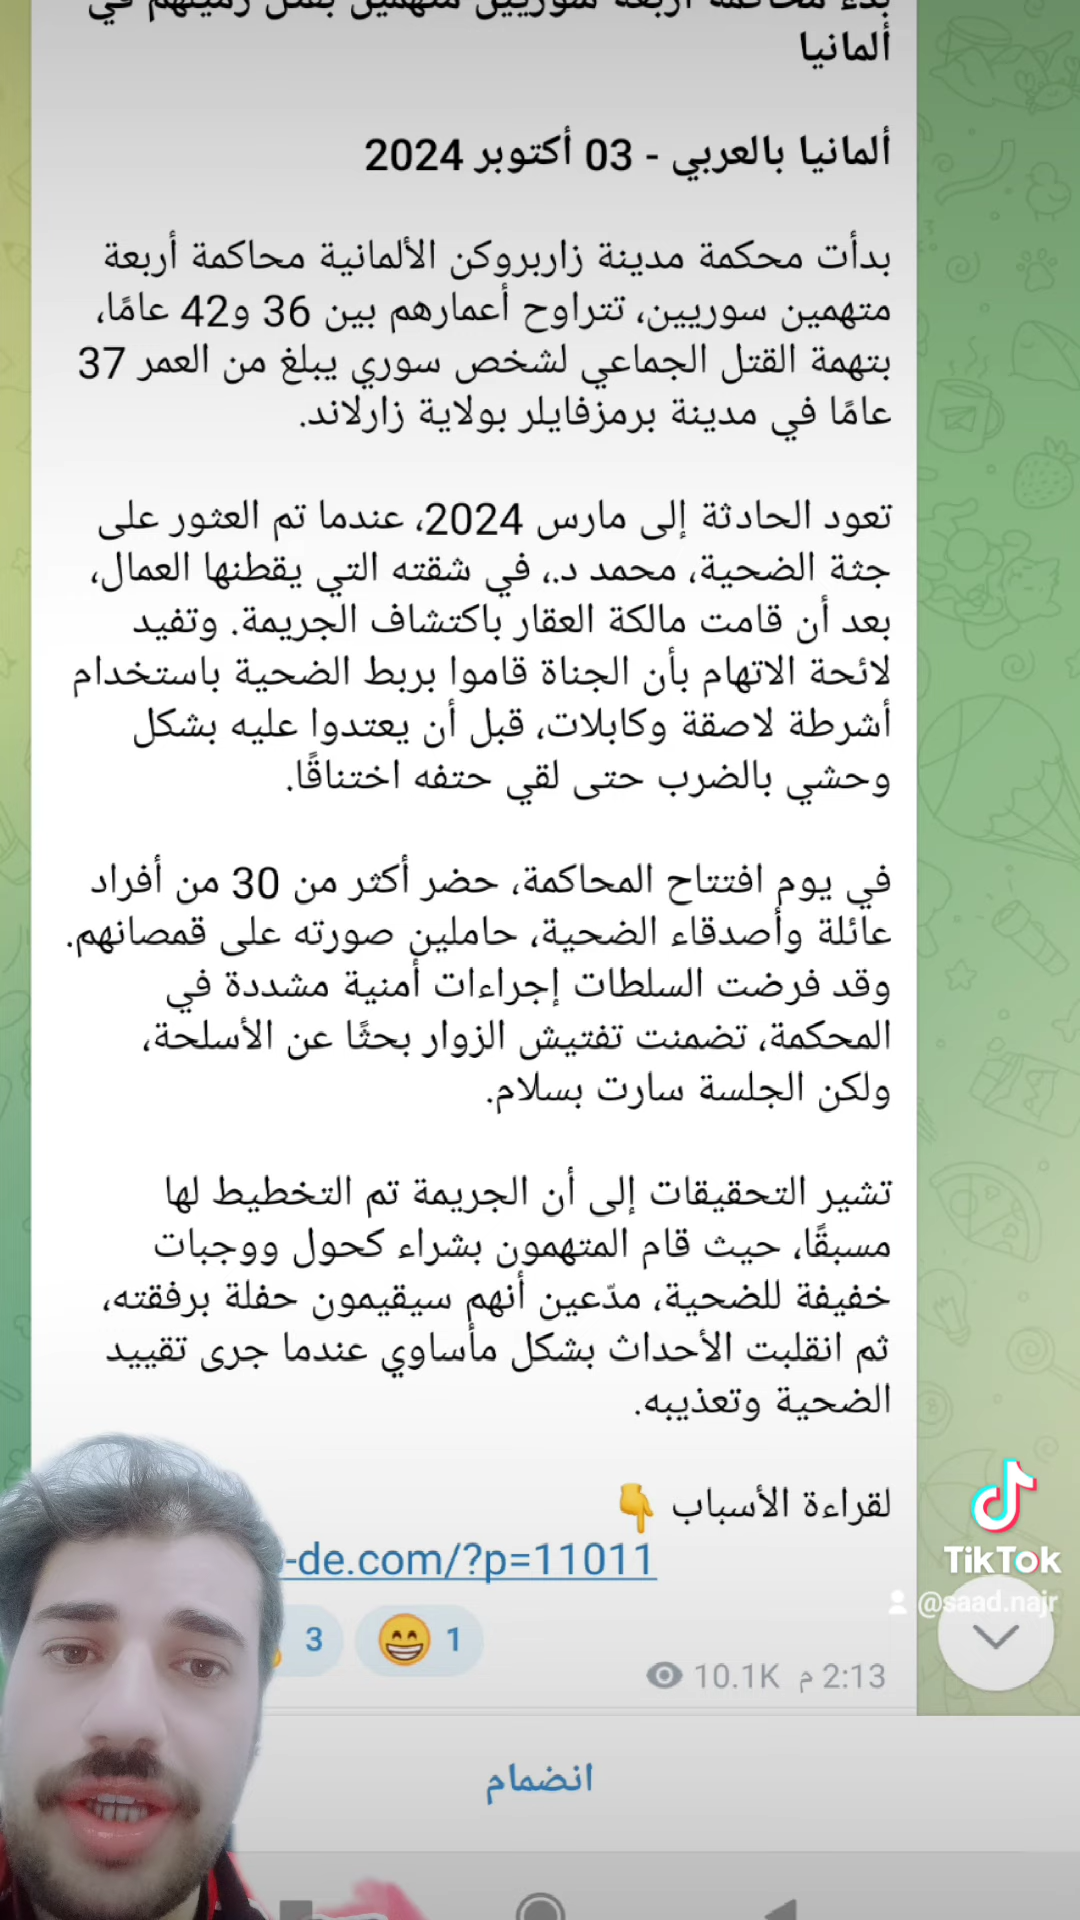 بدء محاكمة أربعة سوريين متهمين بقتل زميلهم في
ألمانيا
ألمانيا بالعربي - 03 أكتوبر 2024
بدأت محكمة مدينة زاربروكن الألمانية محاكمة أربعة
متهمين سوريين، تتراوح أعمارهم بين 36 و42 عامًا،
بتهمة القتل الجماعي لشخص سوري يبلغ من العمر 37
عامًا في مدينة برمزفايلر بولاية زارلاند.
تعود الحادثة إلى مارس 2024، عندما تم العثور على
جثة الضحية، محمد د.، في شقته التي يقطنها العمال،
بعد أن قامت مالكة العقار باكتشاف الجريمة. وتفيد
لائحة الاتهام بأن الجناة قاموا بربط الضحية باستخدام
أشرطة لاصقة وكابلات، قبل أن يعتدوا عليه بشكل
وحشي بالضرب حتى لقي حتفه اختناقًا.
في يوم افتتاح المحاكمة، حضر أكثر من 30 من أفراد
عائلة وأصدقاء الضحية، حاملين صورته على قمصانهم.
وقد فرضت السلطات إجراءات أمنية مشددة في
المحكمة، تضمنت تفتيش الزوار بحثًا عن الأسلحة،
ولكن الجلسة سارت بسلام.
تشير التحقيقات إلى أن الجريمة تم التخطيط لها
مسبقًا، حيث قام المتهمون بشراء كحول ووجبات
خفيفة للضحية، مدّعين أنهم سيقيمون حفلة برفقته،
ثم انقلبت الأحداث بشكل مأساوي عندما جرى تقييد
الضحية وتعذيبه.
لقراءة الأسباب 👇
-de.com/?p=11011
3 😁 1
10.1K 2:13 م
TikTok
@saad.najr
انضمام